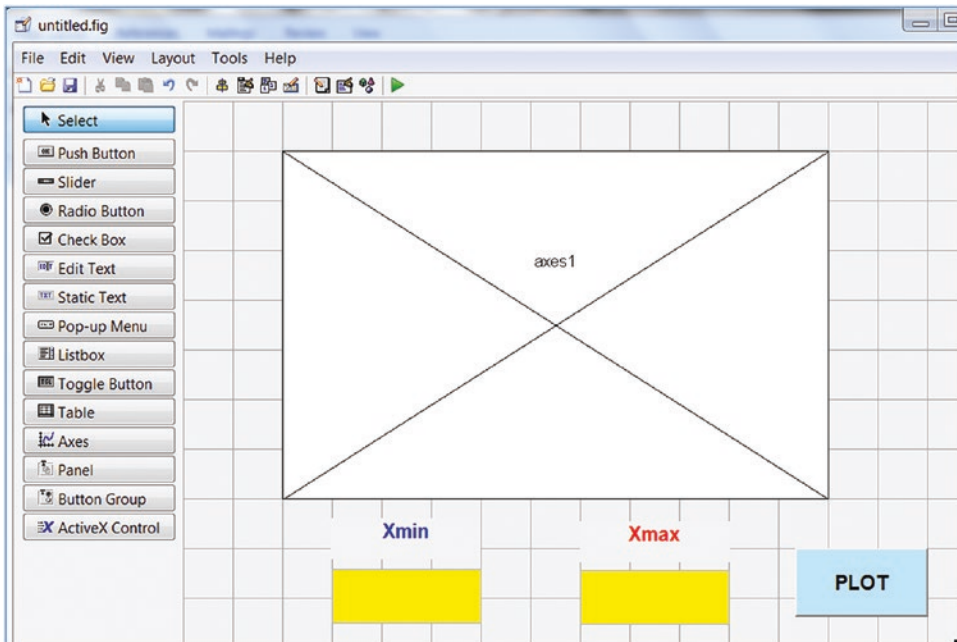 untitled.fig
View
File Edit View Layout Tools Help
Select
Push Button
Slider
Radio Button
Check Box
Edit Text
Static Text
Pop-up Menu
Listbox
Toggle Button
Table
Axes
Panel
Button Group
ActiveX Control
axes1
Xmin
Xmax
PLOT